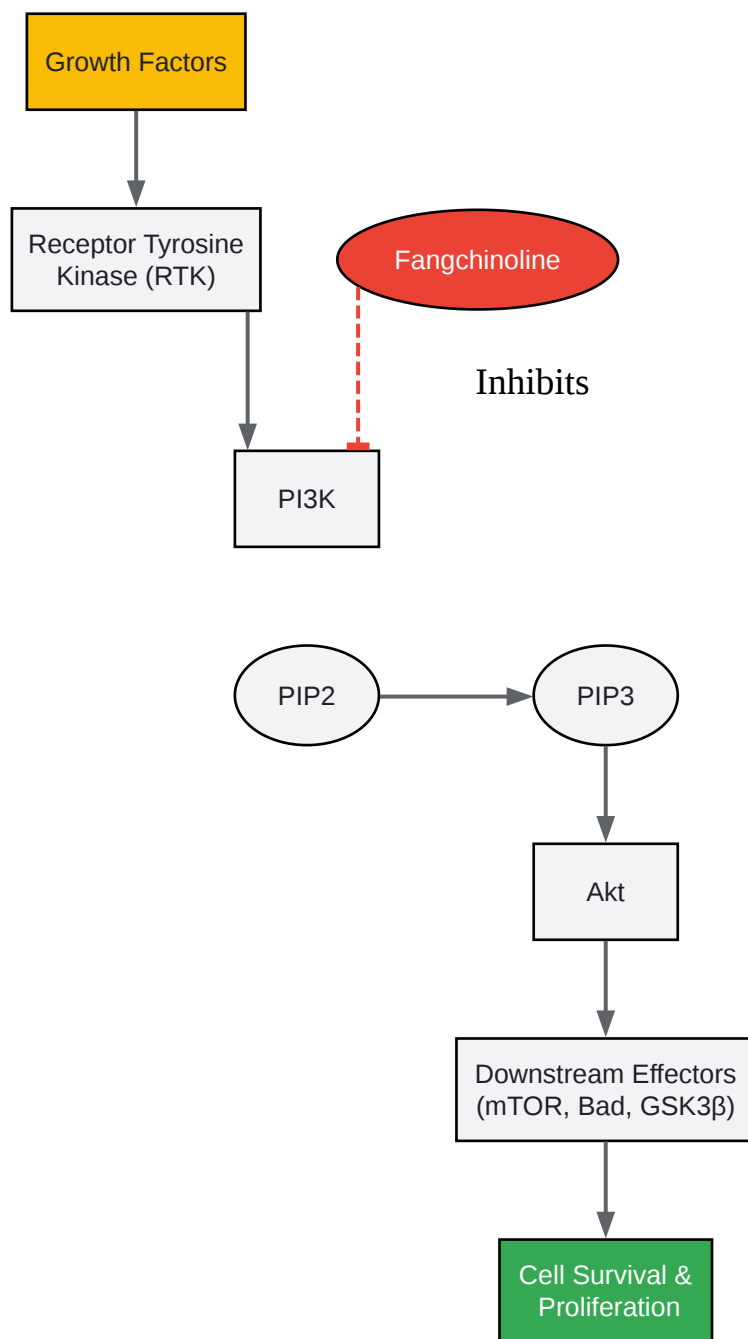 Growth Factors
Receptor Tyrosine
Kinase (RTK)
Fangchinoline
Inhibits
PI3K
PIP2
PIP3
Akt
Downstream Effectors
(mTOR, Bad, GSK3β)
Cell Survival &
Proliferation